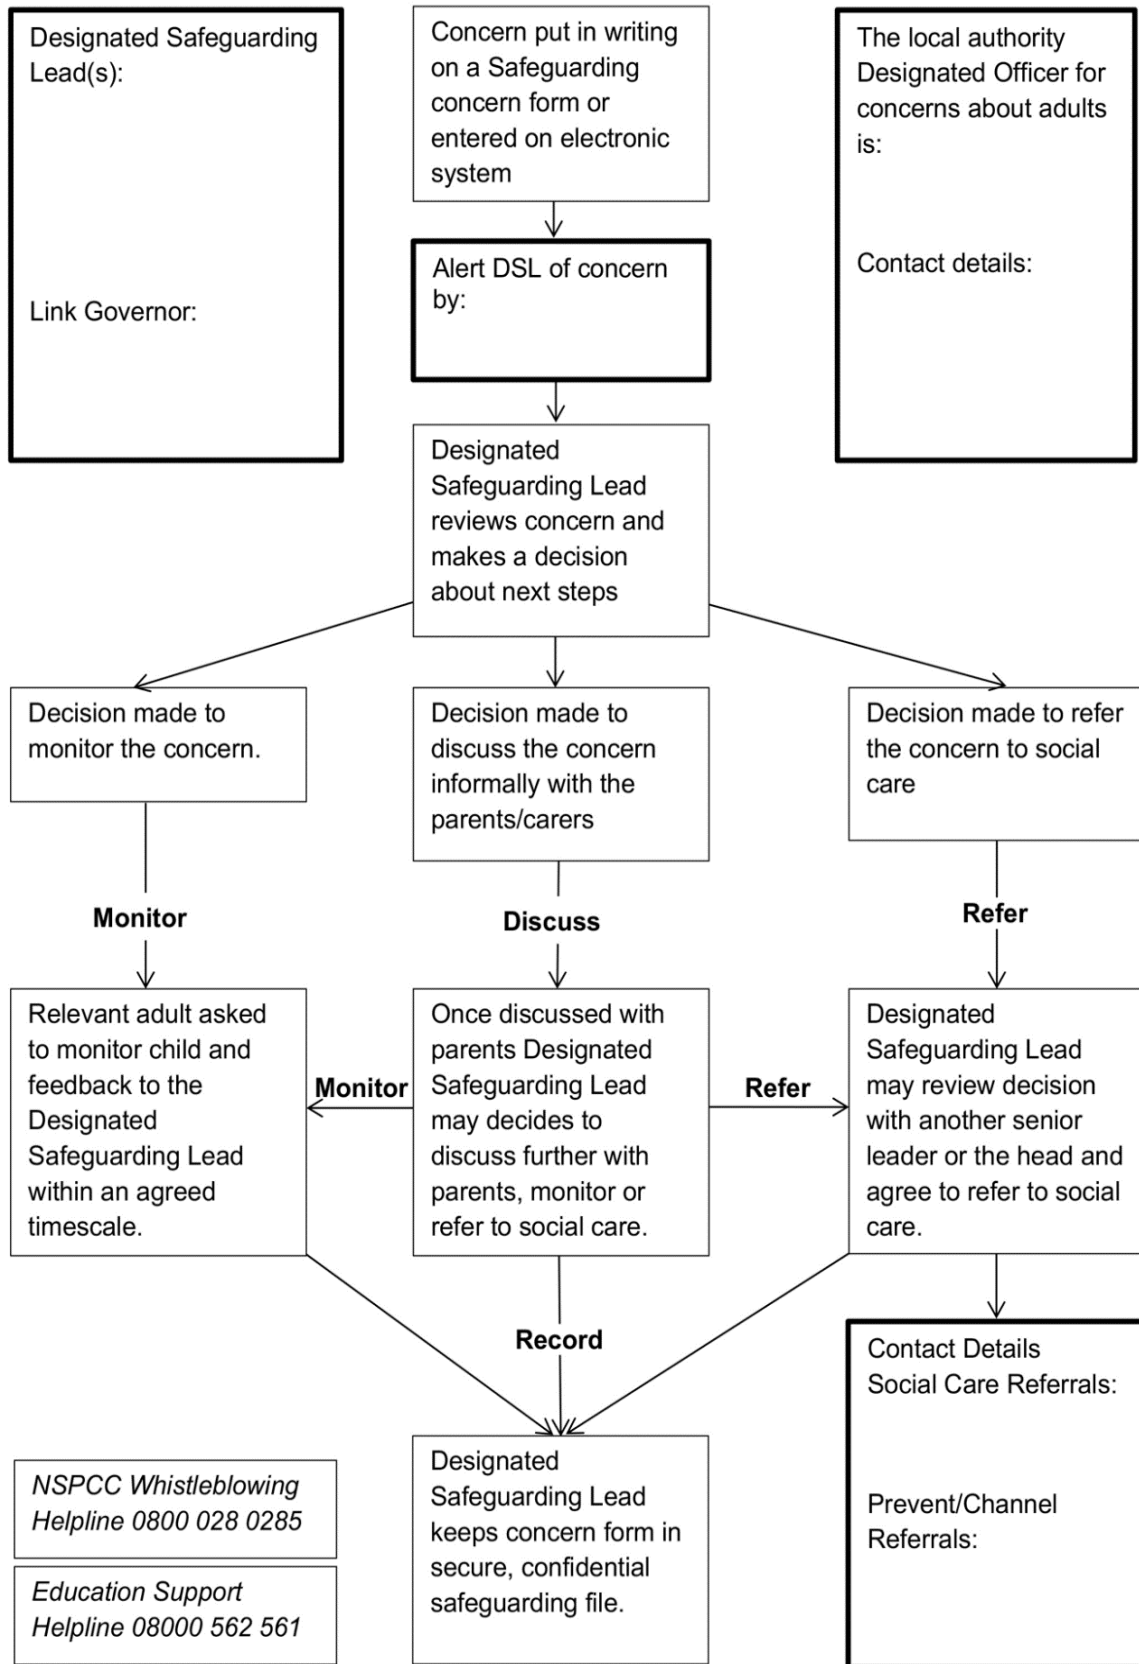 Designated Safeguarding
Lead(s):
Link Governor:
Concern put in writing
on a Safeguarding
concern form or
entered on electronic
system
The local authority
Designated Officer for
concerns about adults
is:
Contact details:
Alert DSL of concern
by:
Designated
Safeguarding Lead
reviews concern and
makes a decision
about next steps
Decision made to
monitor the concern.
Decision made to
discuss the concern
informally with the
parents/carers
Decision made to refer
the concern to social
care
Monitor
Discuss
Refer
Relevant adult asked
to monitor child and
feedback to the
Designated
Safeguarding Lead
within an agreed
timescale.
Monitor
Once discussed with
parents Designated
Safeguarding Lead
may decides to
discuss further with
parents, monitor or
refer to social care.
Refer
Designated
Safeguarding Lead
may review decision
with another senior
leader or the head and
agree to refer to social
care.
Record
Contact Details
Social Care Referrals:
Prevent/Channel
Referrals:
Designated
Safeguarding Lead
keeps concern form in
secure, confidential
safeguarding file.
NSPCC Whistleblowing
Helpline 0800 028 0285
Education Support
Helpline 08000 562 561